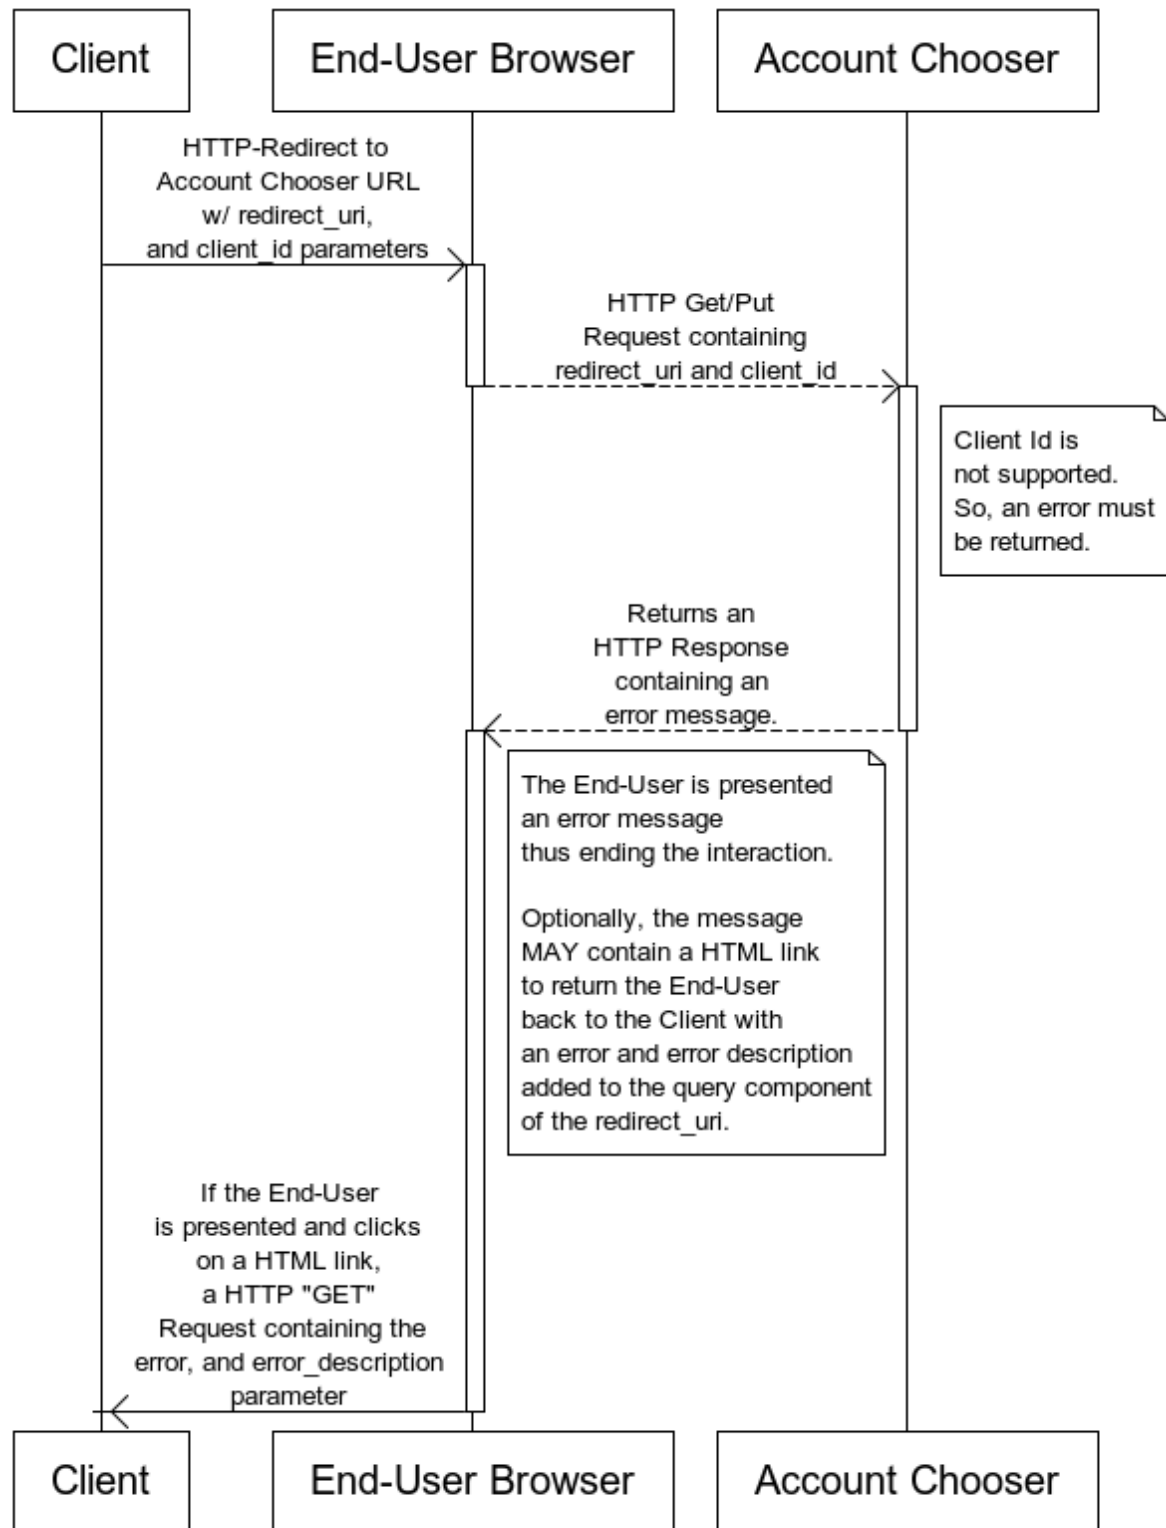 Client
End-User Browser
Account Chooser
HTTP-Redirect to
Account Chooser URL
w/ redirect_uri,
and client_id parameters
HTTP Get/Put
Request containing
redirect_uri and client_id
Client Id is
not supported.
So, an error must
be returned.
Returns an
HTTP Response
containing an
error message.
The End-User is presented
an error message
thus ending the interaction.
Optionally, the message
MAY contain a HTML link
to return the End-User
back to the Client with
an error and error description
added to the query component
of the redirect_uri.
If the End-User
is presented and clicks
on a HTML link,
a HTTP "GET"
Request containing the
error, and error_description
parameter
Client
End-User Browser
Account Chooser